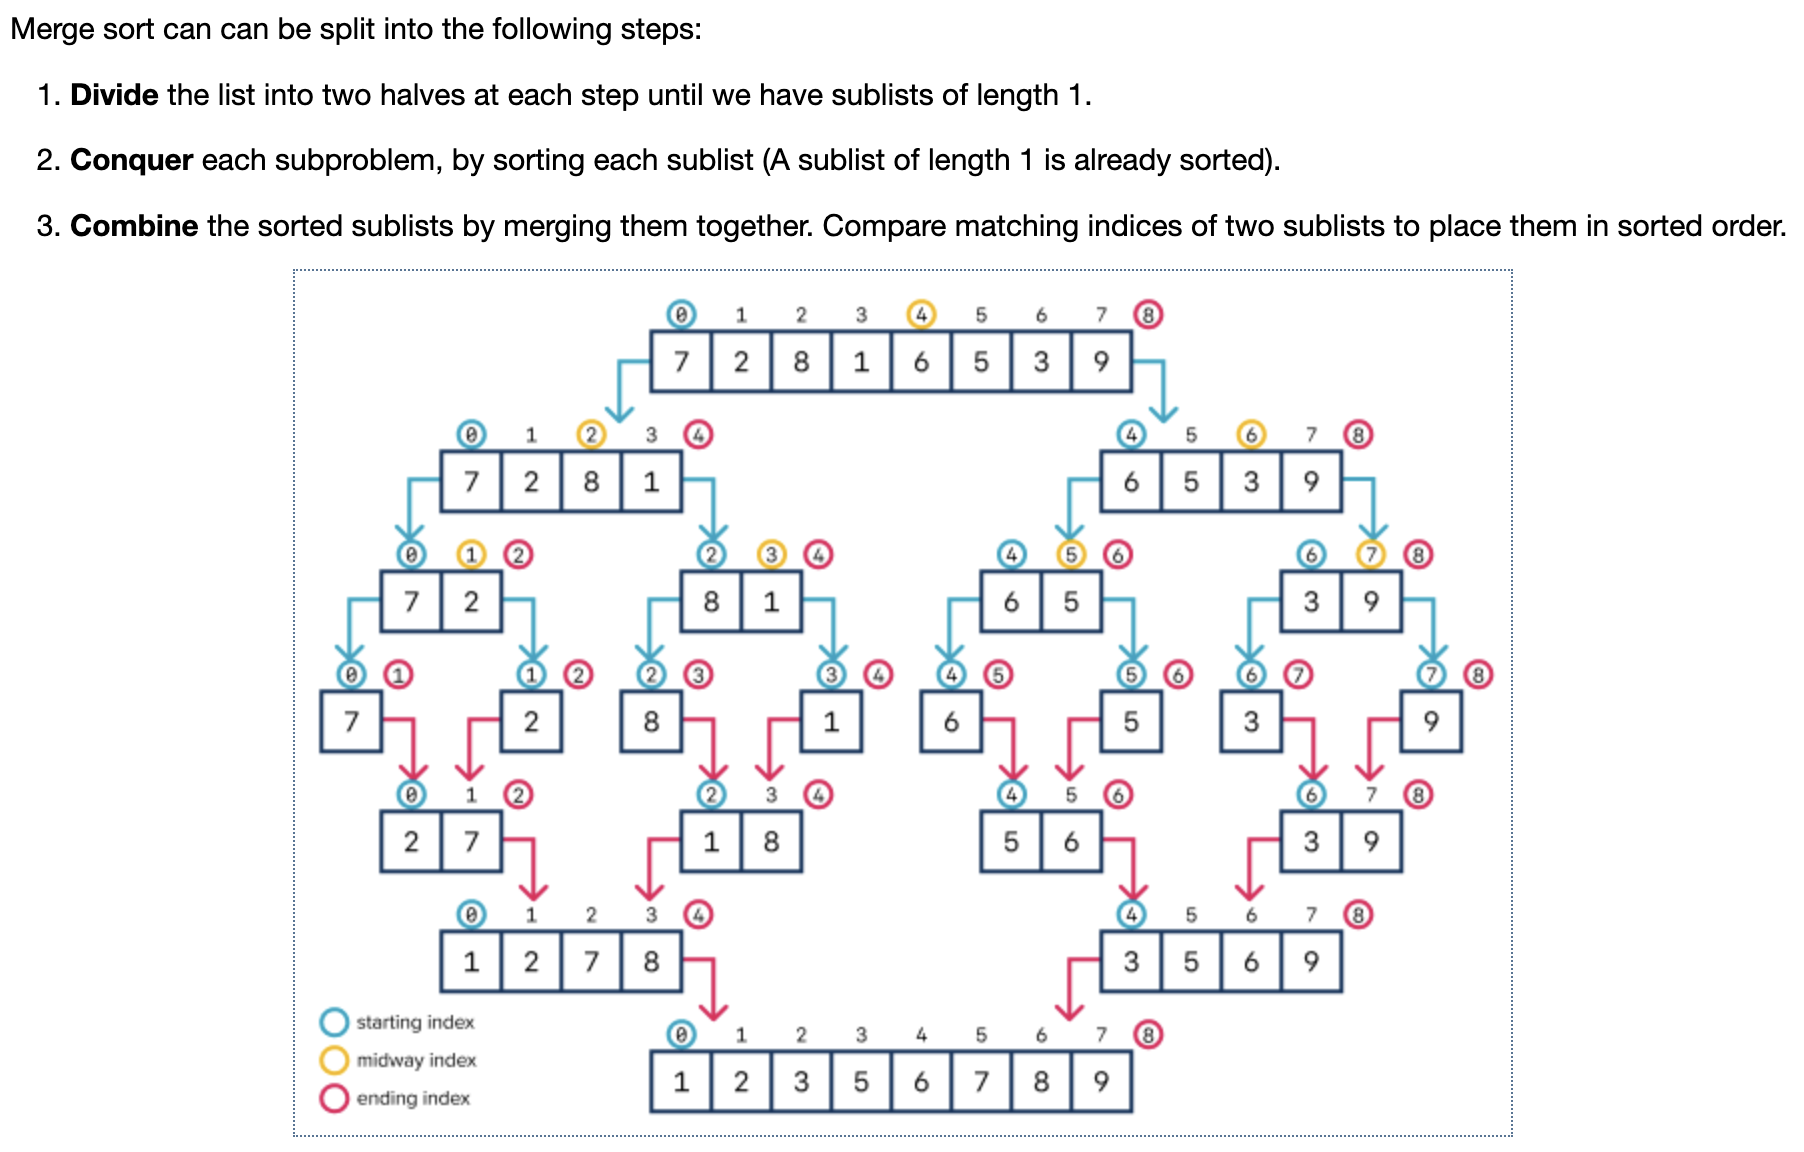 Merge sort can can be split into the following steps:
1. Divide the list into two halves at each step until we have sublists of length 1.
2. Conquer each subproblem, by sorting each sublist (A sublist of length 1 is already sorted).
3. Combine the sorted sublists by merging them together. Compare matching indices of two sublists to place them in sorted order.
0 1 2 3 4 5 6 7 8
7 2 8 1 6 5 3 9
0 1 2 3 4 4 5 6 7 8
7 2 8 1 6 5 3 9
0 1 2 2 3 4 4 5 6 6 7 8
7 2 8 1 6 5 3 9
0 1 1 2 2 3 3 4 4 5 5 6 6 7 7 8
7 2 8 1 6 5 3 9
0 1 2 2 3 4 4 5 6 6 7 8
2 7 1 8 5 6 3 9
0 1 2 3 4 4 5 6 7 8
1 2 7 8 3 5 6 9
starting index
0 1 2 3 4 5 6 7 8
midway index
1 2 3 5 6 7 8 9
ending index